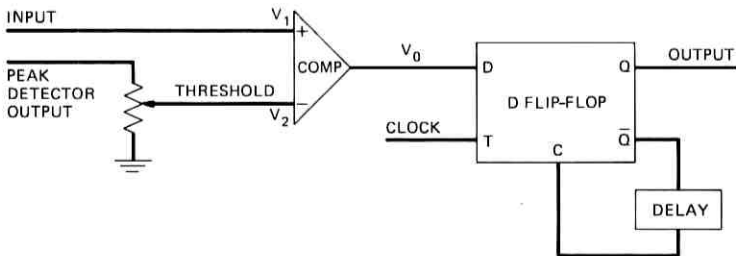 INPUT
V1
+
COMP
PEAK
DETECTOR
OUTPUT
THRESHOLD
−
V2
V0
D
Q
OUTPUT
D FLIP-FLOP
CLOCK
T
C
Q̅
DELAY